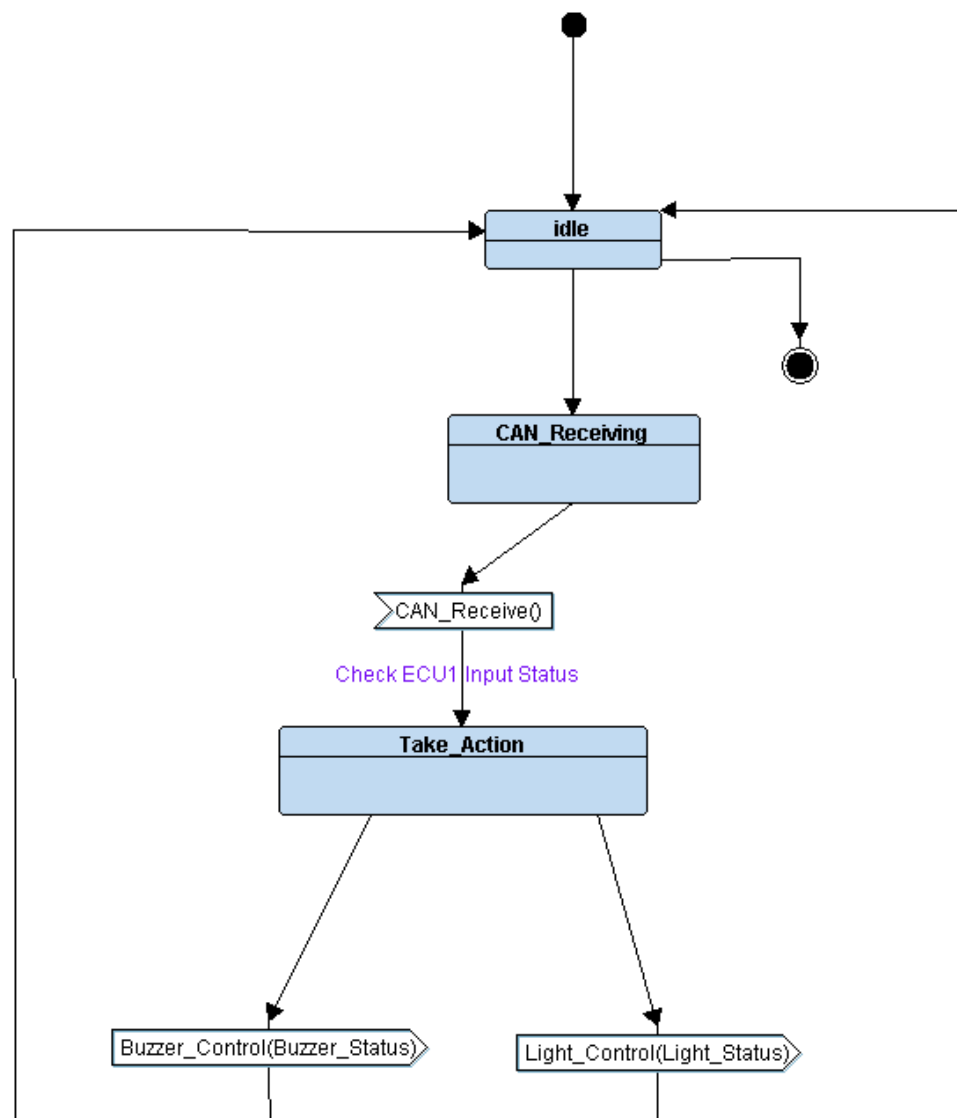 idle
CAN_Receiving
CAN_Receive()
Check ECU1 Input Status
Take_Action
Buzzer_Control(Buzzer_Status)
Light_Control(Light_Status)